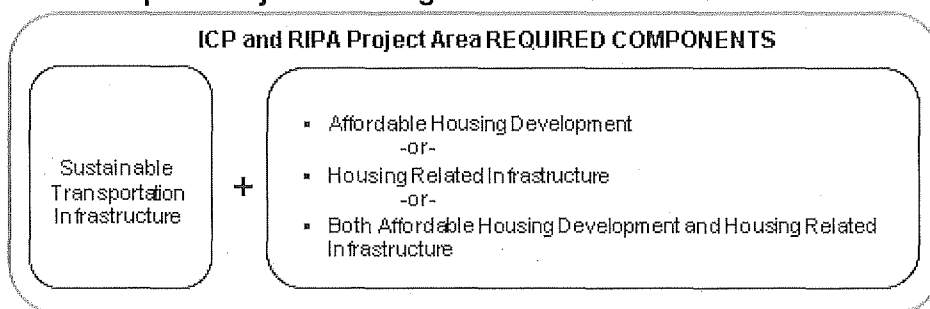 ICP and RIPA Project Area REQUIRED COMPONENTS
Sustainable
Transportation
Infrastructure
+
▪ Affordable Housing Development
-or-
▪ Housing Related Infrastructure
-or-
▪ Both Affordable Housing Development and Housing Related
Infrastructure